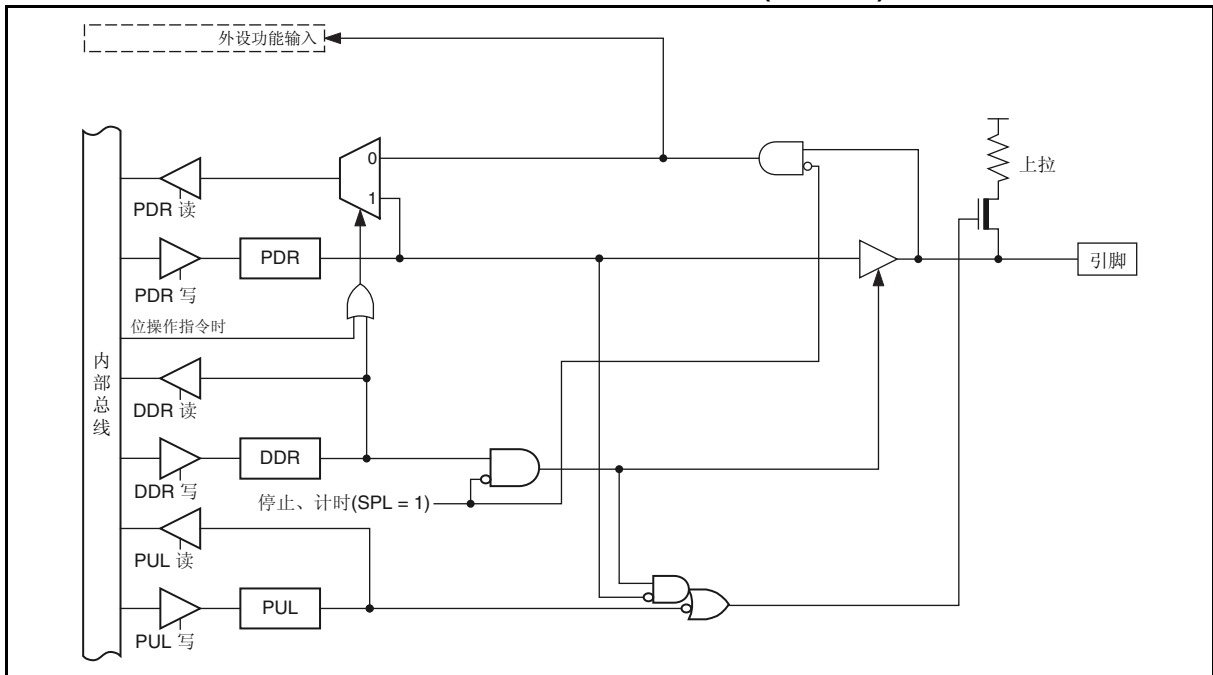 外设功能输入
0
1
上拉
PDR 读
PDR
PDR 写
引脚
位操作指令时
内部总线
DDR 读
DDR
DDR 写
停止、计时(SPL = 1)
PUL 读
PUL
PUL 写